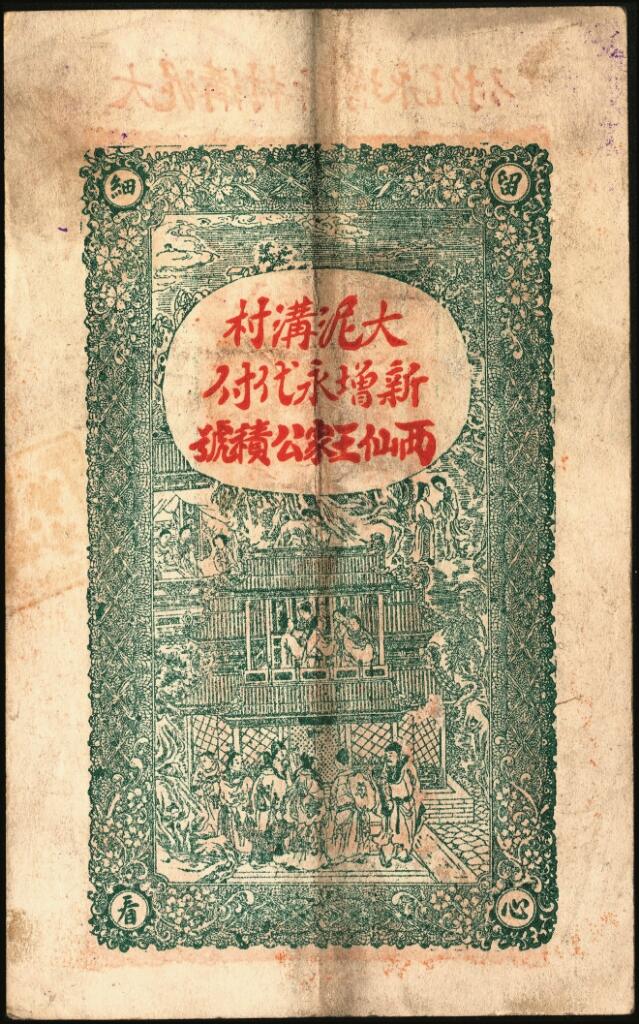 大泥溝村
新增永代付
西仙王家公積號
留心
細看